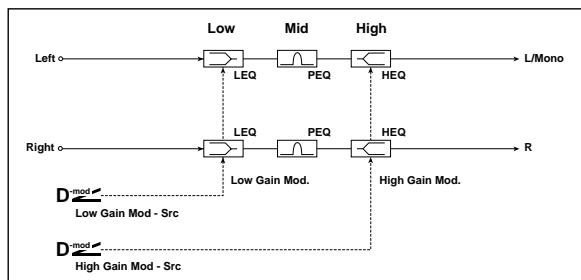 Low Mid High
Left L/Mono
LEQ PEQ HEQ
LEQ PEQ HEQ
Right R
Low Gain Mod. High Gain Mod.
D-mod
Low Gain Mod - Src
D-mod
High Gain Mod - Src